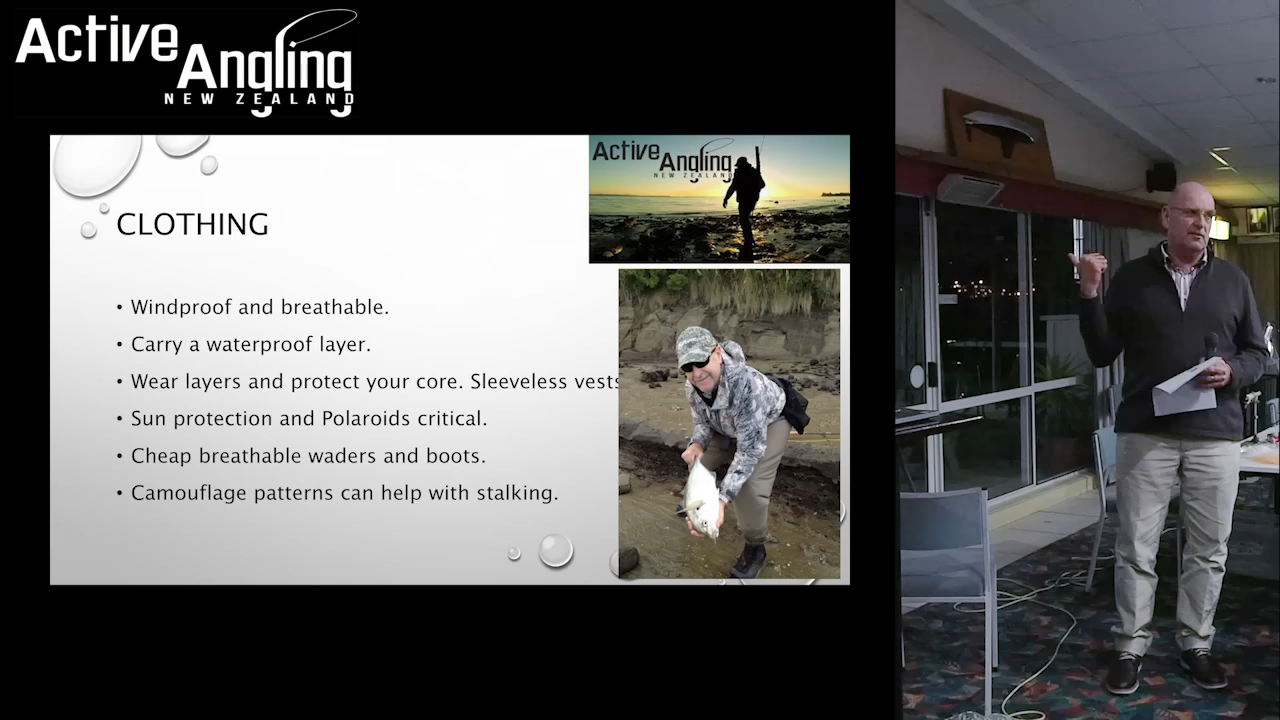 Active
Angling
NEW ZEALAND
Active Angling
NEW ZEALAND
CLOTHING
• Windproof and breathable.
• Carry a waterproof layer.
• Wear layers and protect your core. Sleeveless vests
• Sun protection and Polaroids critical.
• Cheap breathable waders and boots.
• Camouflage patterns can help with stalking.